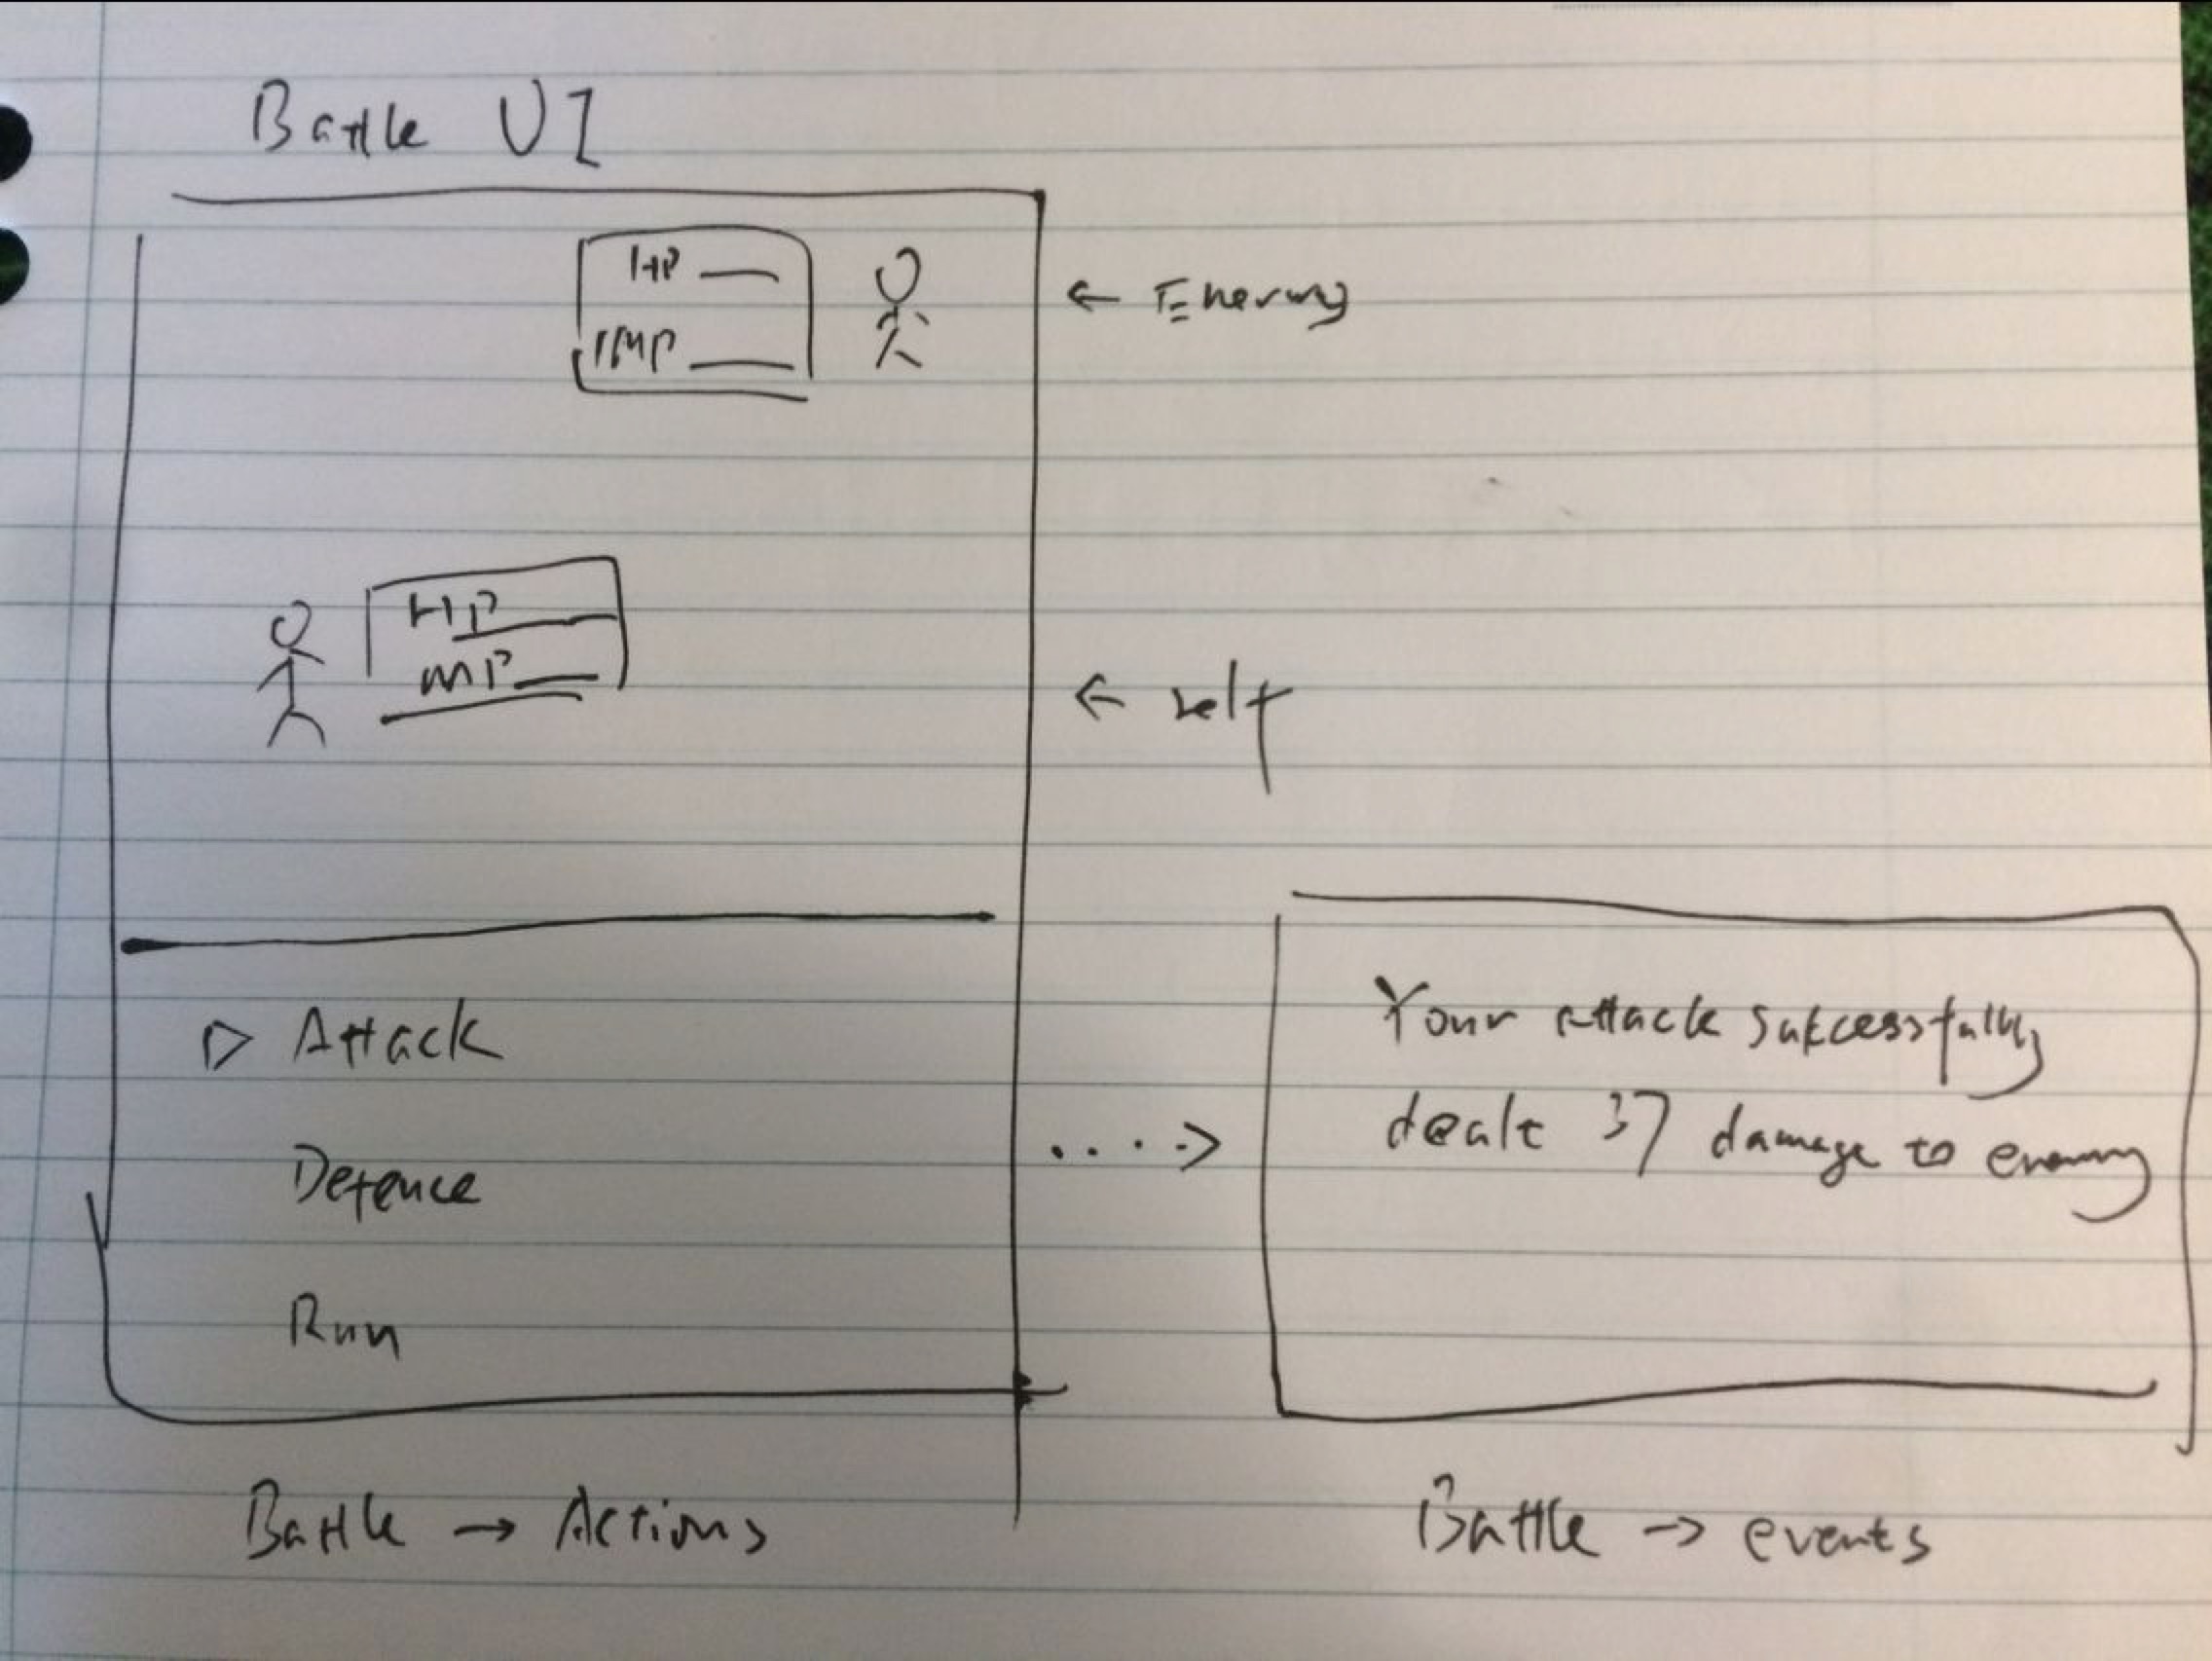 Battle UI
HP
MP
← Enemy
HP
MP
← self
▷ Attack
Defence
Run
....>
Your attack sukcessfully
dealt 37 damage to enemy
Battle → Actions
Battle → events